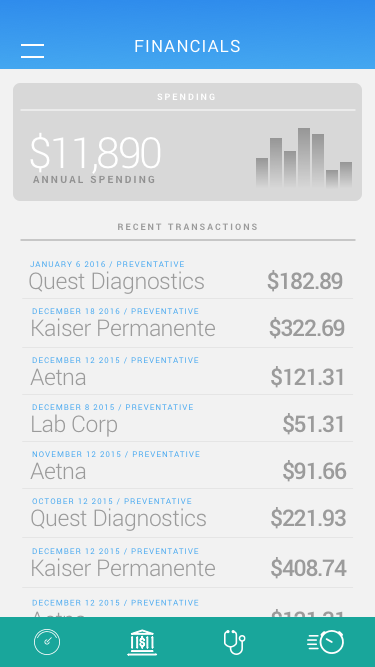 FINANCIALS
SPENDING
$11,890
ANNUAL SPENDING
RECENT TRANSACTIONS
JANUARY 6 2016 / PREVENTATIVE
Quest Diagnostics $182.89
DECEMBER 18 2016 / PREVENTATIVE
Kaiser Permanente $322.69
DECEMBER 12 2015 / PREVENTATIVE
Aetna $121.31
DECEMBER 8 2015 / PREVENTATIVE
Lab Corp $51.31
NOVEMBER 12 2015 / PREVENTATIVE
Aetna $91.66
OCTOBER 12 2015 / PREVENTATIVE
Quest Diagnostics $221.93
DECEMBER 12 2015 / PREVENTATIVE
Kaiser Permanente $408.74
DECEMBER 12 2015 / PREVENTATIVE
Aetna $121.31